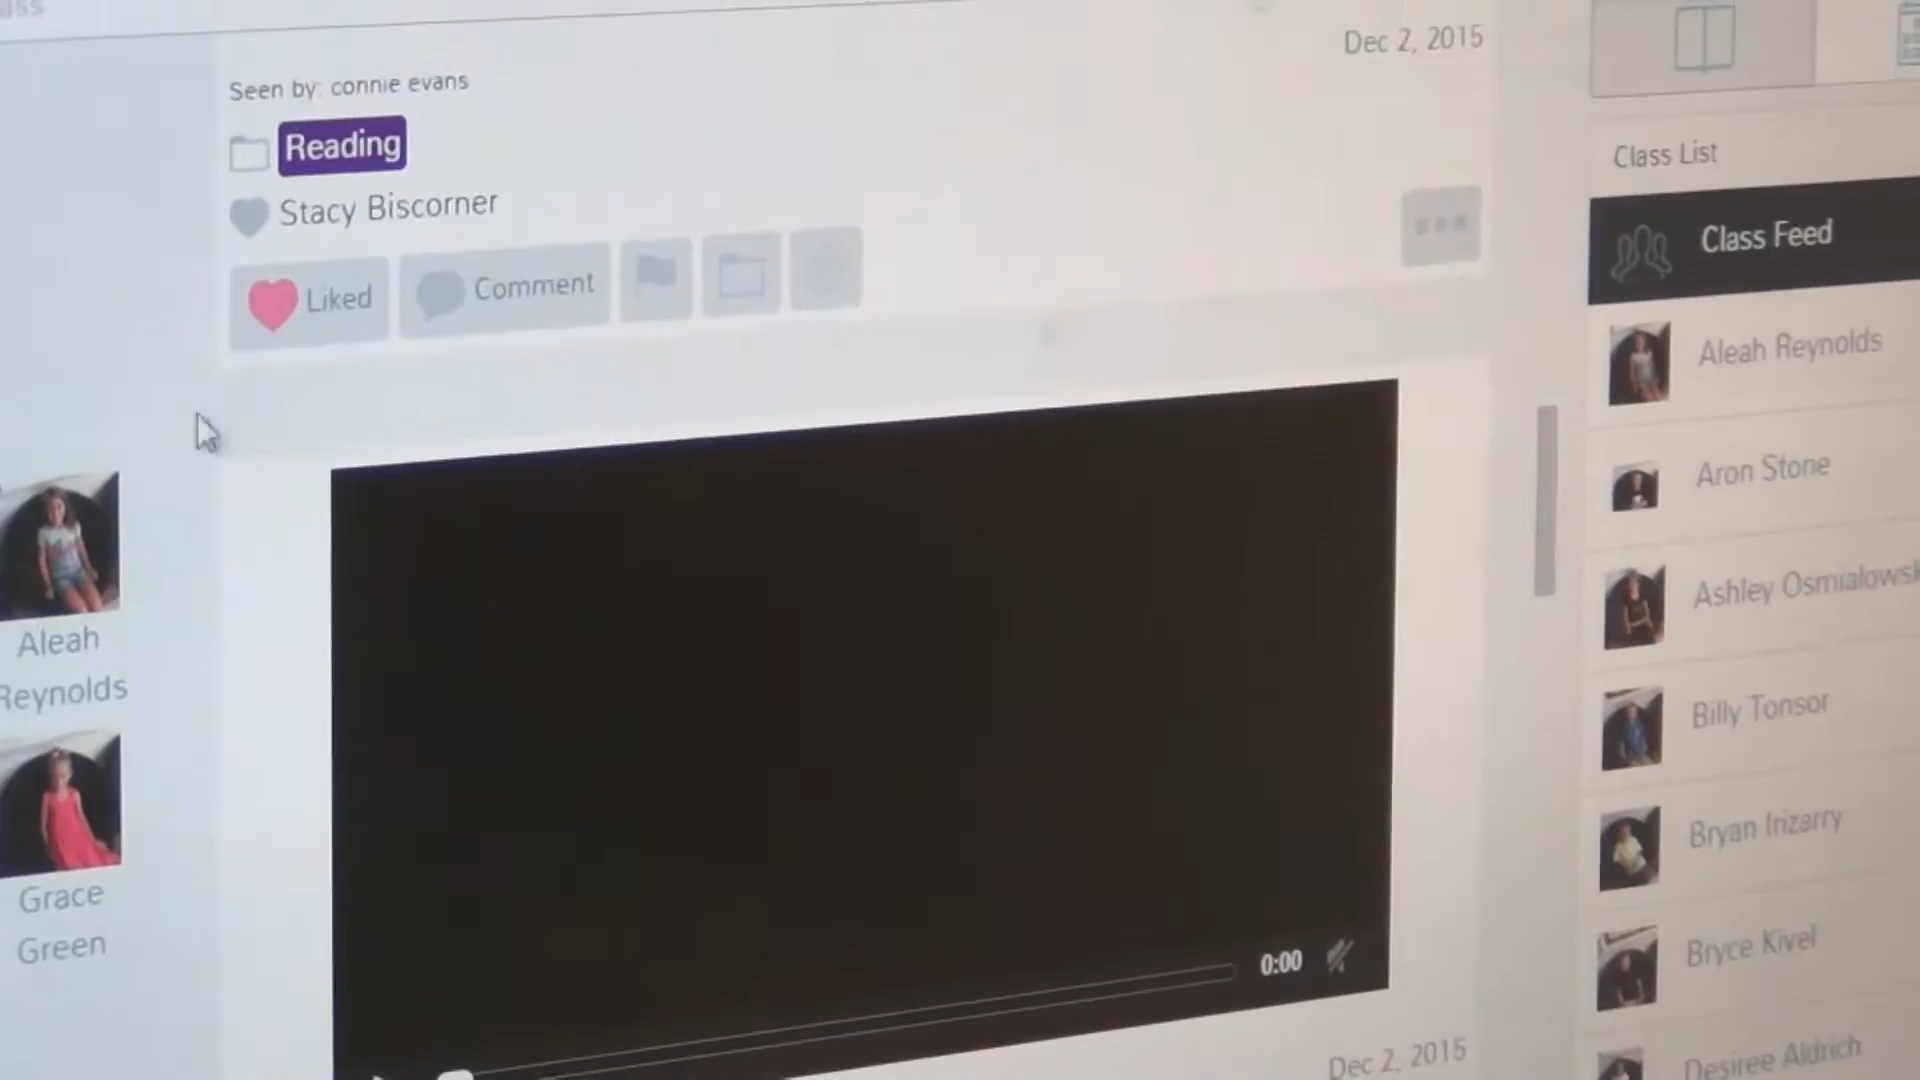 Dec 2, 2015
Seen by: connie evans
Reading
Stacy Biscorner
Liked
Comment
Aleah
Reynolds
Grace
Green
0:00
Dec 2, 2015
Class List
Class Feed
Aleah Reynolds
Aron Stone
Ashley Osmialowsk
Billy Tonsor
Bryan Irizarry
Bryce Kivel
Desiree Aldrich